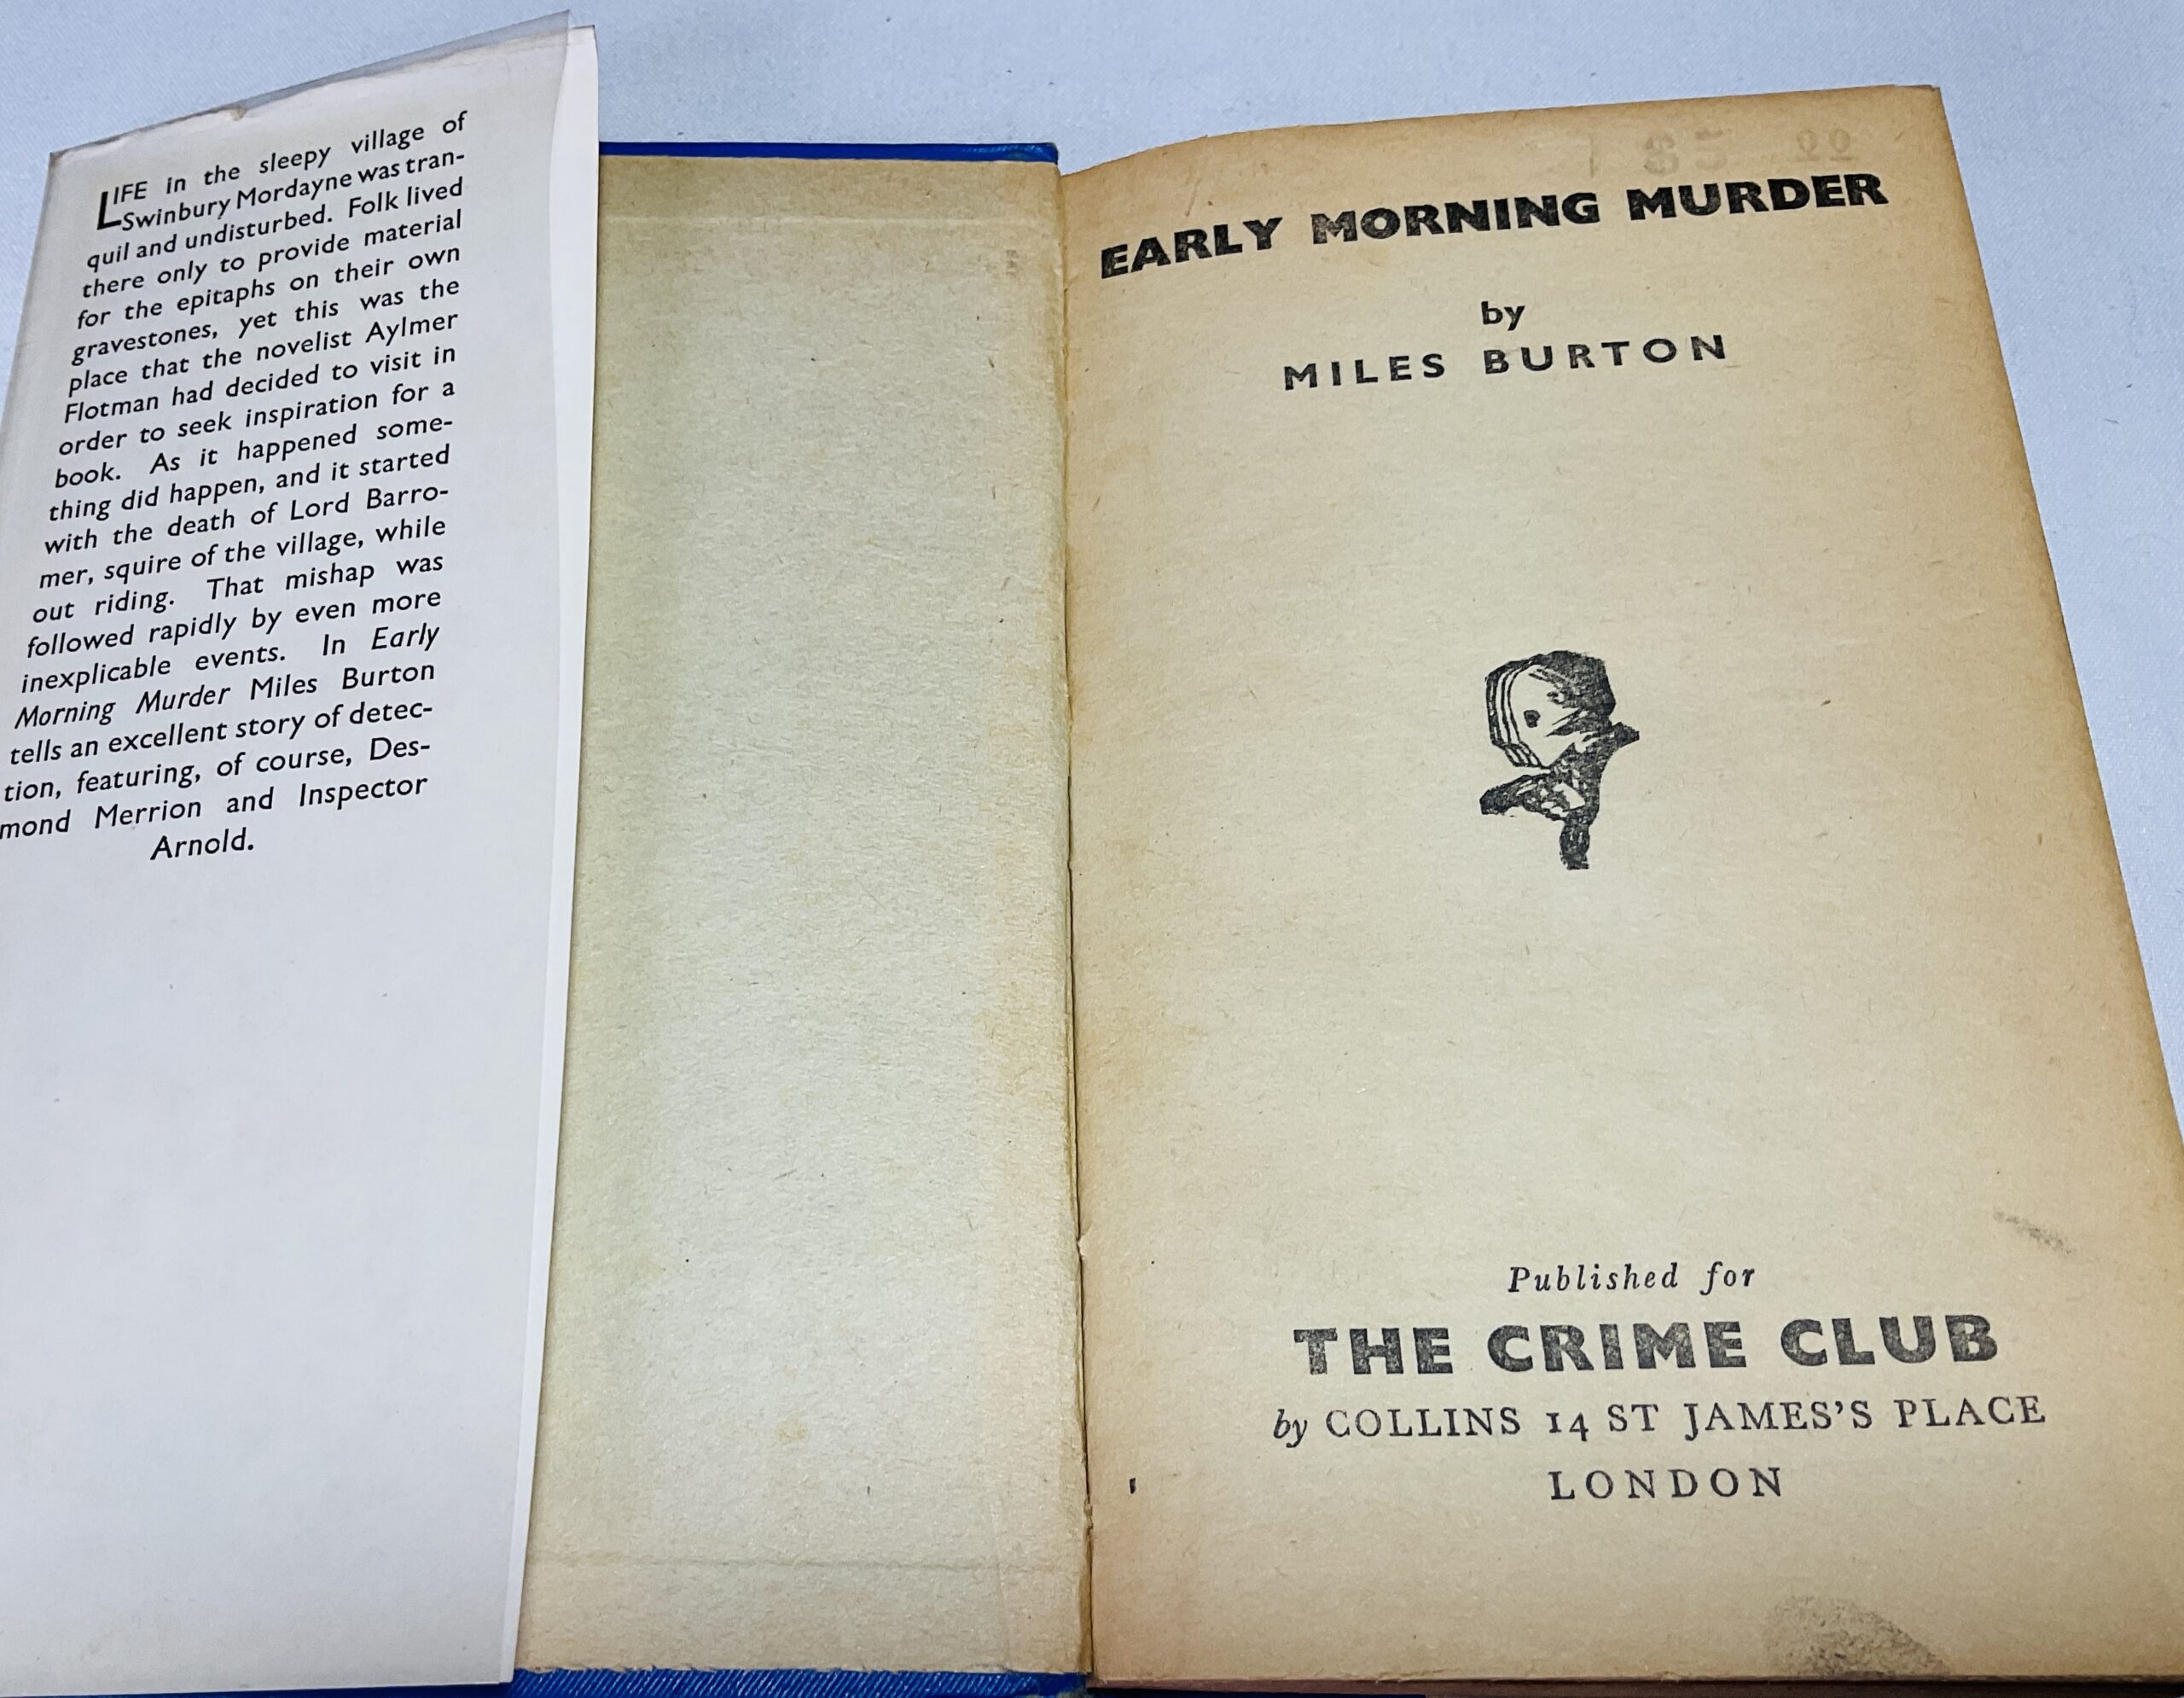 LIFE in the sleepy village of
Swinbury Mordayne was tran-
quil and undisturbed. Folk lived
there only to provide material
for the epitaphs on their own
gravestones, yet this was the
place that the novelist Aylmer
Flotman had decided to visit in
order to seek inspiration for a
book. As it happened some-
thing did happen, and it started
with the death of Lord Barro-
mer, squire of the village, while
out riding. That mishap was
followed rapidly by even more
inexplicable events. In Early
Morning Murder Miles Burton
tells an excellent story of detec-
tion, featuring, of course, Des-
mond Merrion and Inspector
Arnold.
EARLY MORNING MURDER
by
MILES BURTON
Published for
THE CRIME CLUB
by COLLINS 14 ST JAMES'S PLACE
LONDON